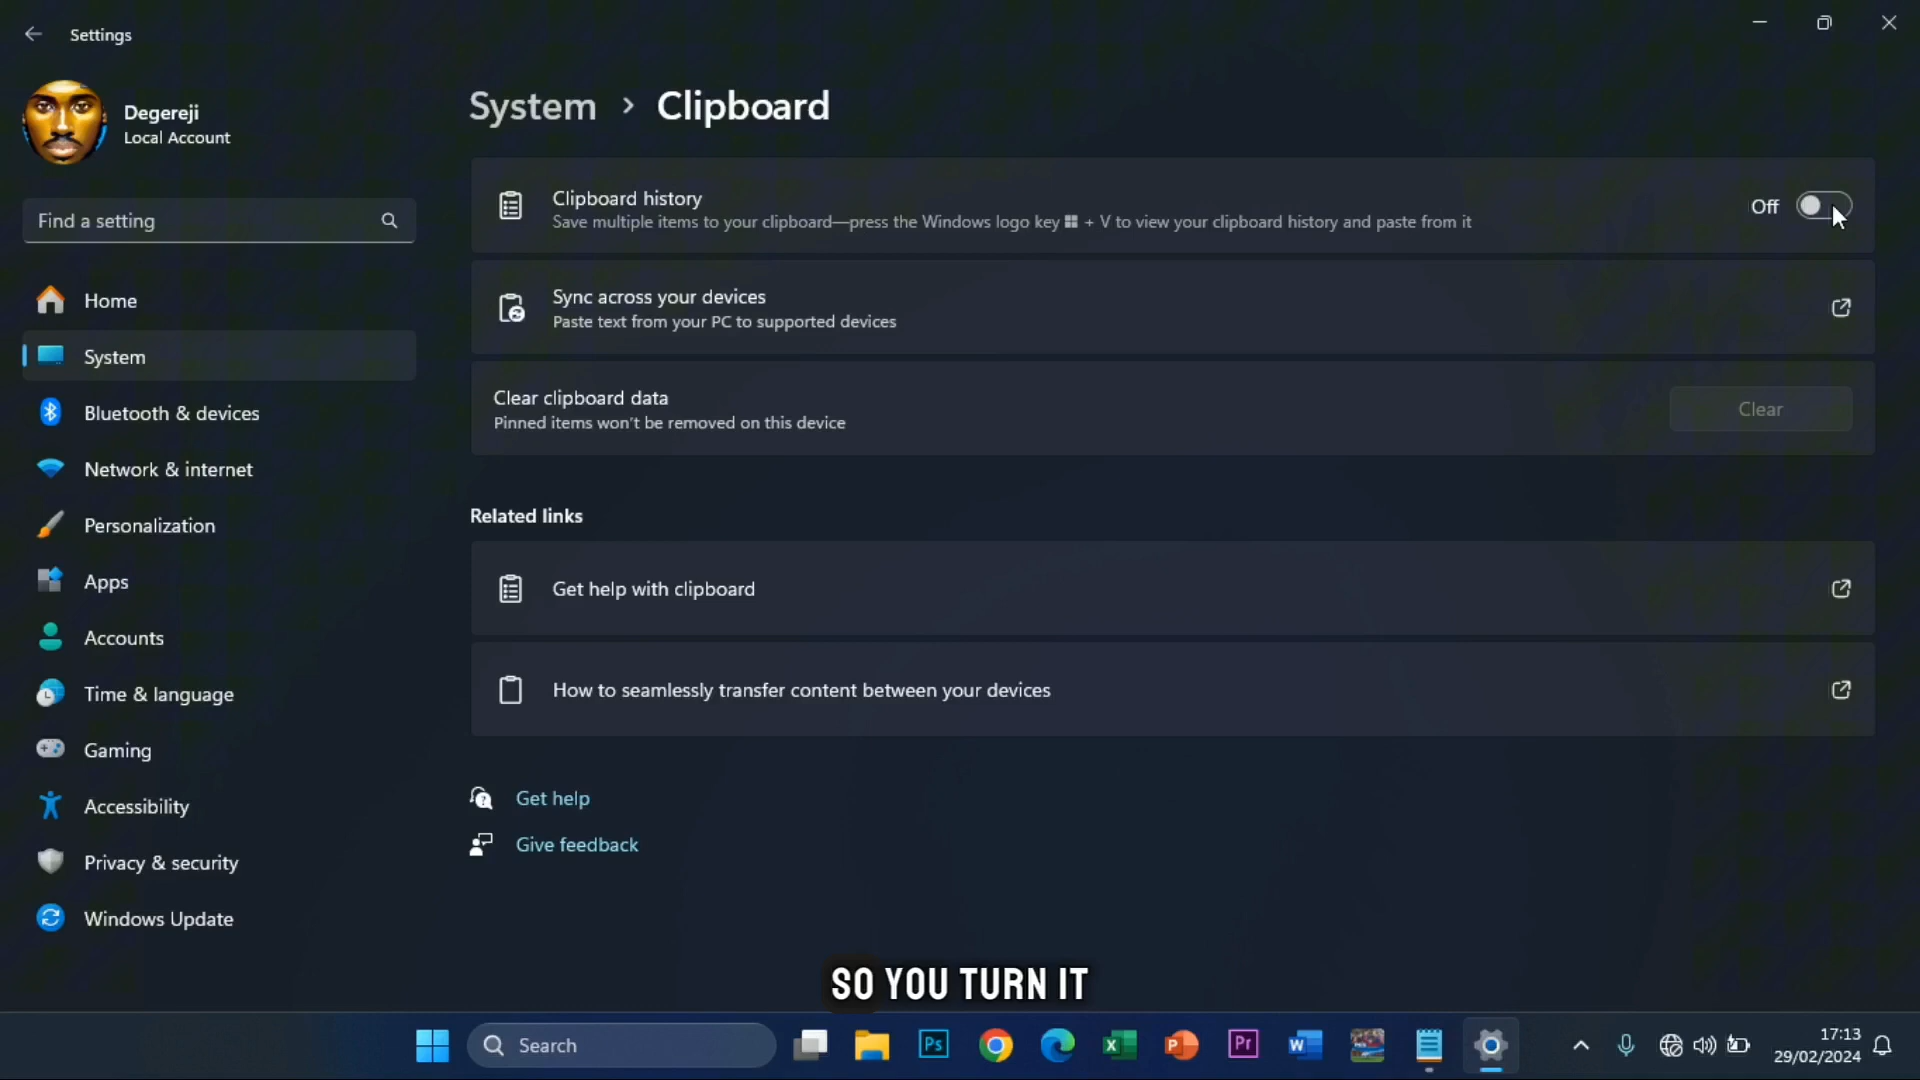 Settings
Degereji
Local Account
Find a setting
Home
System
Bluetooth & devices
Network & internet
Personalization
Apps
Accounts
Time & language
Gaming
Accessibility
Privacy & security
Windows Update
System > Clipboard
Clipboard history
Save multiple items to your clipboard—press the Windows logo key + V to view your clipboard history and paste from it
Off
Sync across your devices
Paste text from your PC to supported devices
Clear clipboard data
Pinned items won't be removed on this device
Clear
Related links
Get help with clipboard
How to seamlessly transfer content between your devices
Get help
Give feedback
SO YOU TURN IT
Search
Ps
Pr
17:13
29/02/2024